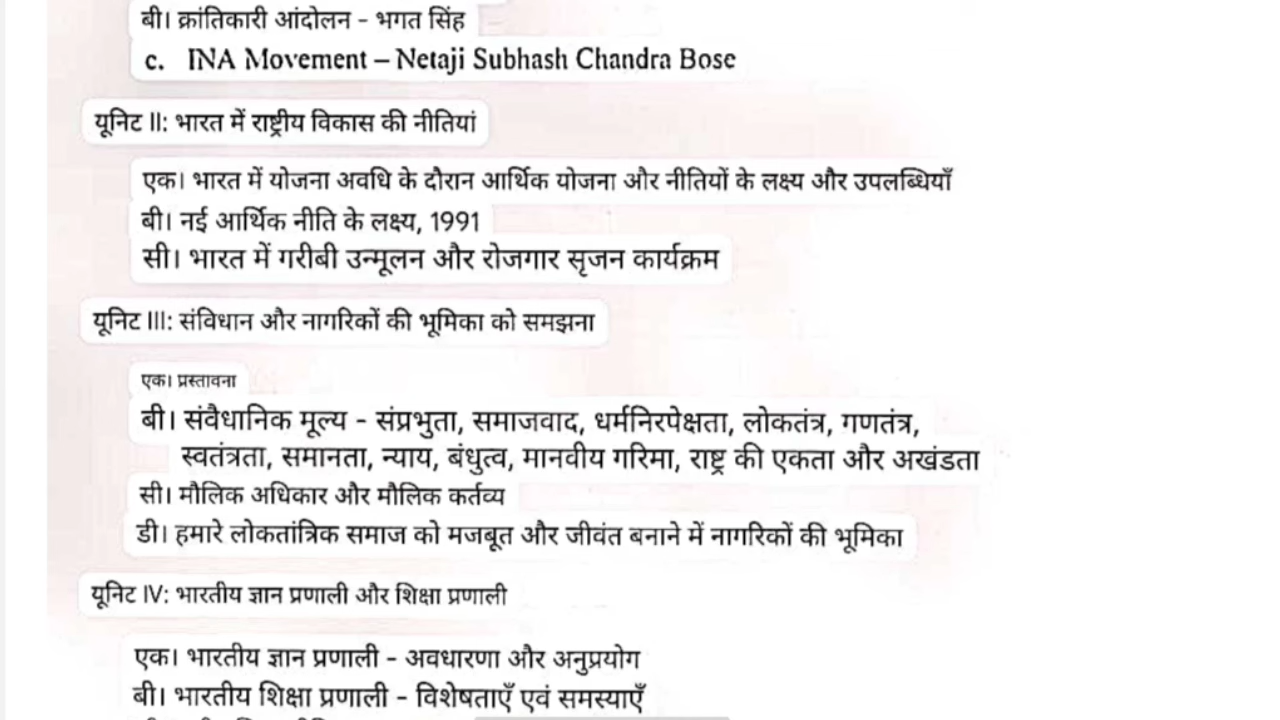 बी। क्रांतिकारी आंदोलन - भगत सिंह
c. INA Movement – Netaji Subhash Chandra Bose
यूनिट II: भारत में राष्ट्रीय विकास की नीतियां
एक। भारत में योजना अवधि के दौरान आर्थिक योजना और नीतियों के लक्ष्य और उपलब्धियाँ
बी। नई आर्थिक नीति के लक्ष्य, 1991
सी। भारत में गरीबी उन्मूलन और रोजगार सृजन कार्यक्रम
यूनिट III: संविधान और नागरिकों की भूमिका को समझना
एक। प्रस्तावना
बी। संवैधानिक मूल्य - संप्रभुता, समाजवाद, धर्मनिरपेक्षता, लोकतंत्र, गणतंत्र,
स्वतंत्रता, समानता, न्याय, बंधुत्व, मानवीय गरिमा, राष्ट्र की एकता और अखंडता
सी। मौलिक अधिकार और मौलिक कर्तव्य
डी। हमारे लोकतांत्रिक समाज को मजबूत और जीवंत बनाने में नागरिकों की भूमिका
यूनिट IV: भारतीय ज्ञान प्रणाली और शिक्षा प्रणाली
एक। भारतीय ज्ञान प्रणाली - अवधारणा और अनुप्रयोग
बी। भारतीय शिक्षा प्रणाली - विशेषताएँ एवं समस्याएँ